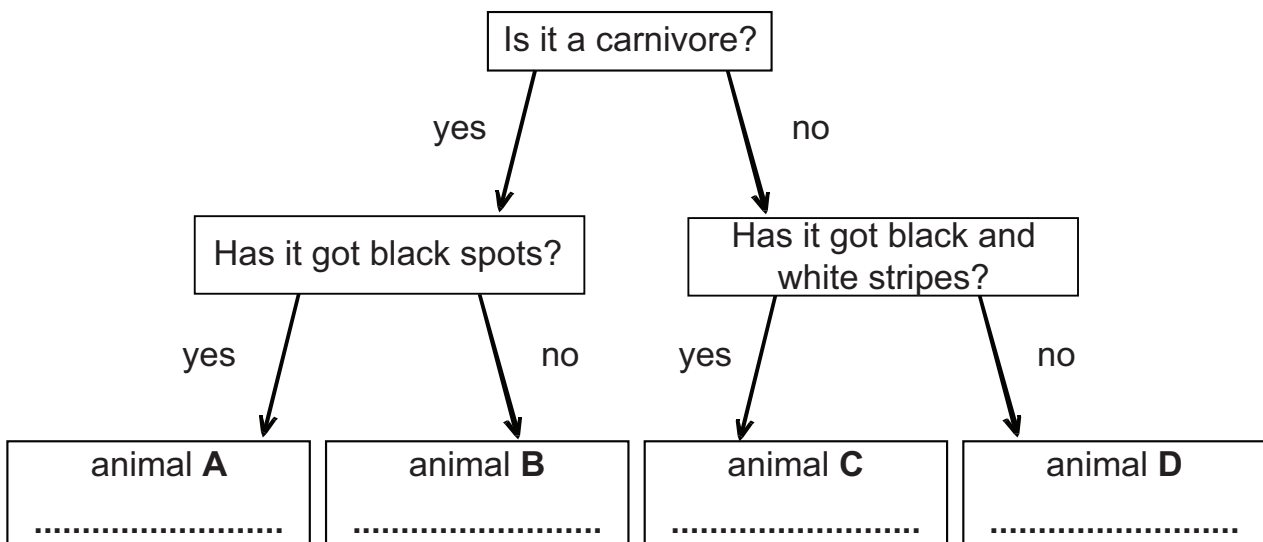 Is it a carnivore?
yes
no
Has it got black spots?
Has it got black and
white stripes?
yes
no
yes
no
animal A
..........................
animal B
..........................
animal C
..........................
animal D
..........................